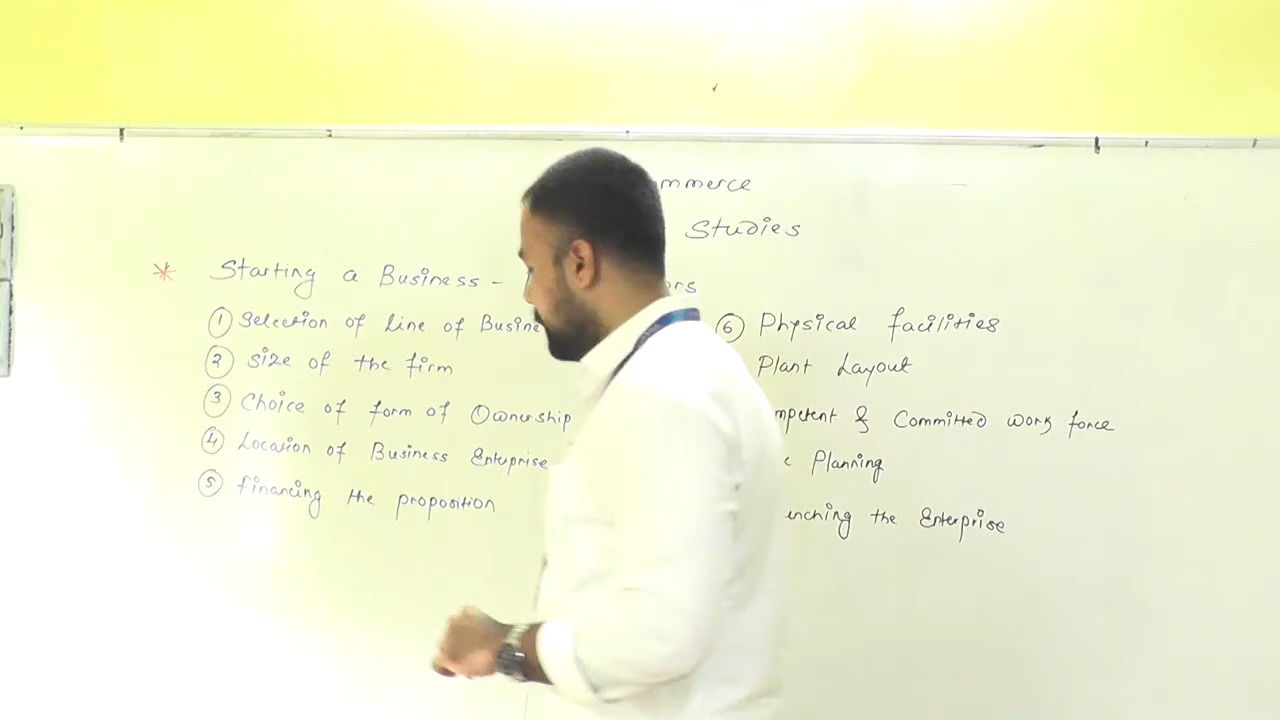 mmerce
Studies
* Starting a Business - ors
① Selection of line of Busine
② Size of the firm
③ Choice of form of Ownership
④ Location of Business Enterprise
⑤ financing the proposition
⑥ Physical facilities
Plant Layout
mpetent & Committed work force
Planning
nching the Enterprise